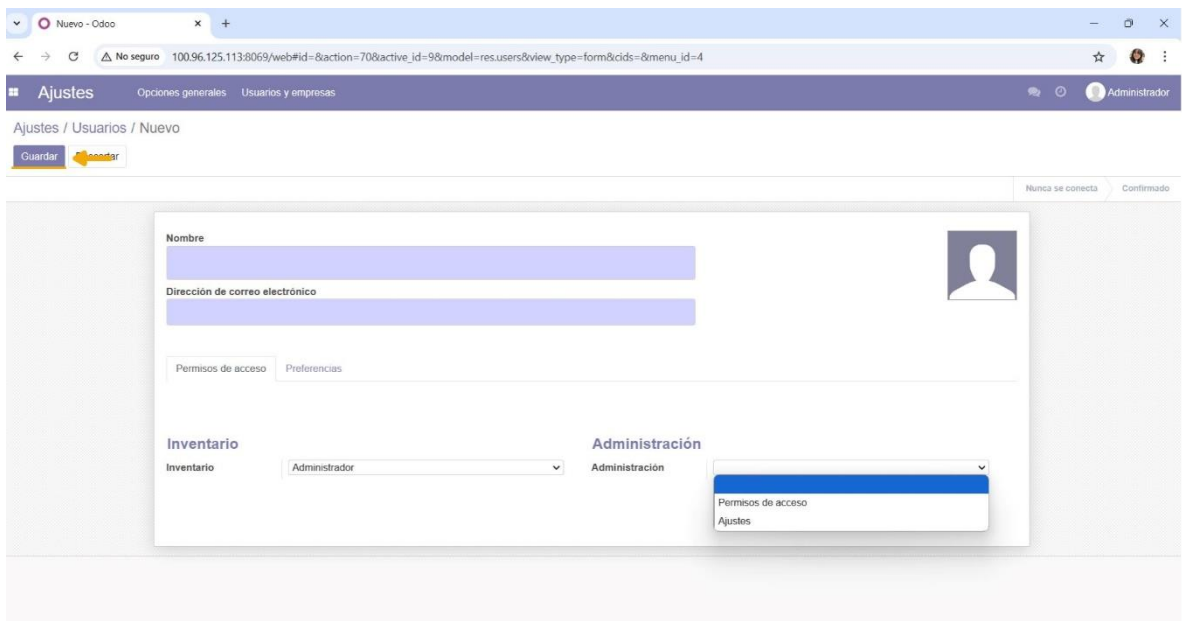 Nuevo - Odoo
No seguro 100.96.125.113:8069/web#id=&action=70&active_id=9&model=res.users&view_type=form&cids=&menu_id=4
Ajustes Opciones generales Usuarios y empresas Administrador
Ajustes / Usuarios / Nuevo
Guardar
Nunca se conecta Confirmado
Nombre
Dirección de correo electrónico
Permisos de acceso Preferencias
Inventario Administración
Inventario Administrador Administración
Permisos de acceso
Ajustes